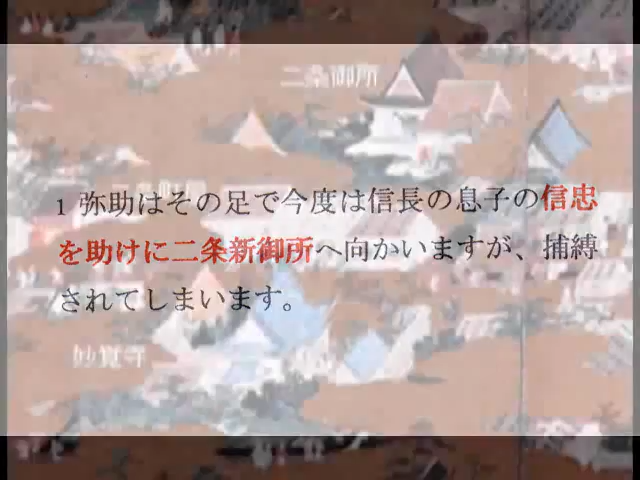 二条御所
1 弥助はその足で今度は信長の息子の信忠
を助けに二条新御所へ向かいますが、捕縛
されてしまいます。
妙覚寺